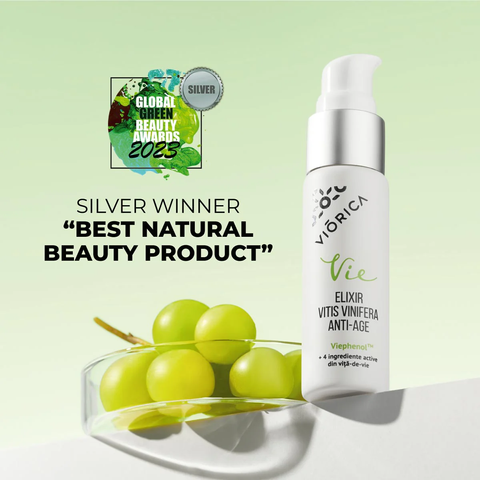 GLOBAL
GREEN
BEAUTY
AWARDS
2023
SILVER
SILVER WINNER
“BEST NATURAL
BEAUTY PRODUCT”
VIORICA
Vie
ELIXIR
VITIS VINIFERA
ANTI-AGE
Viephenol™
+ 4 ingrediente active
din viță-de-vie